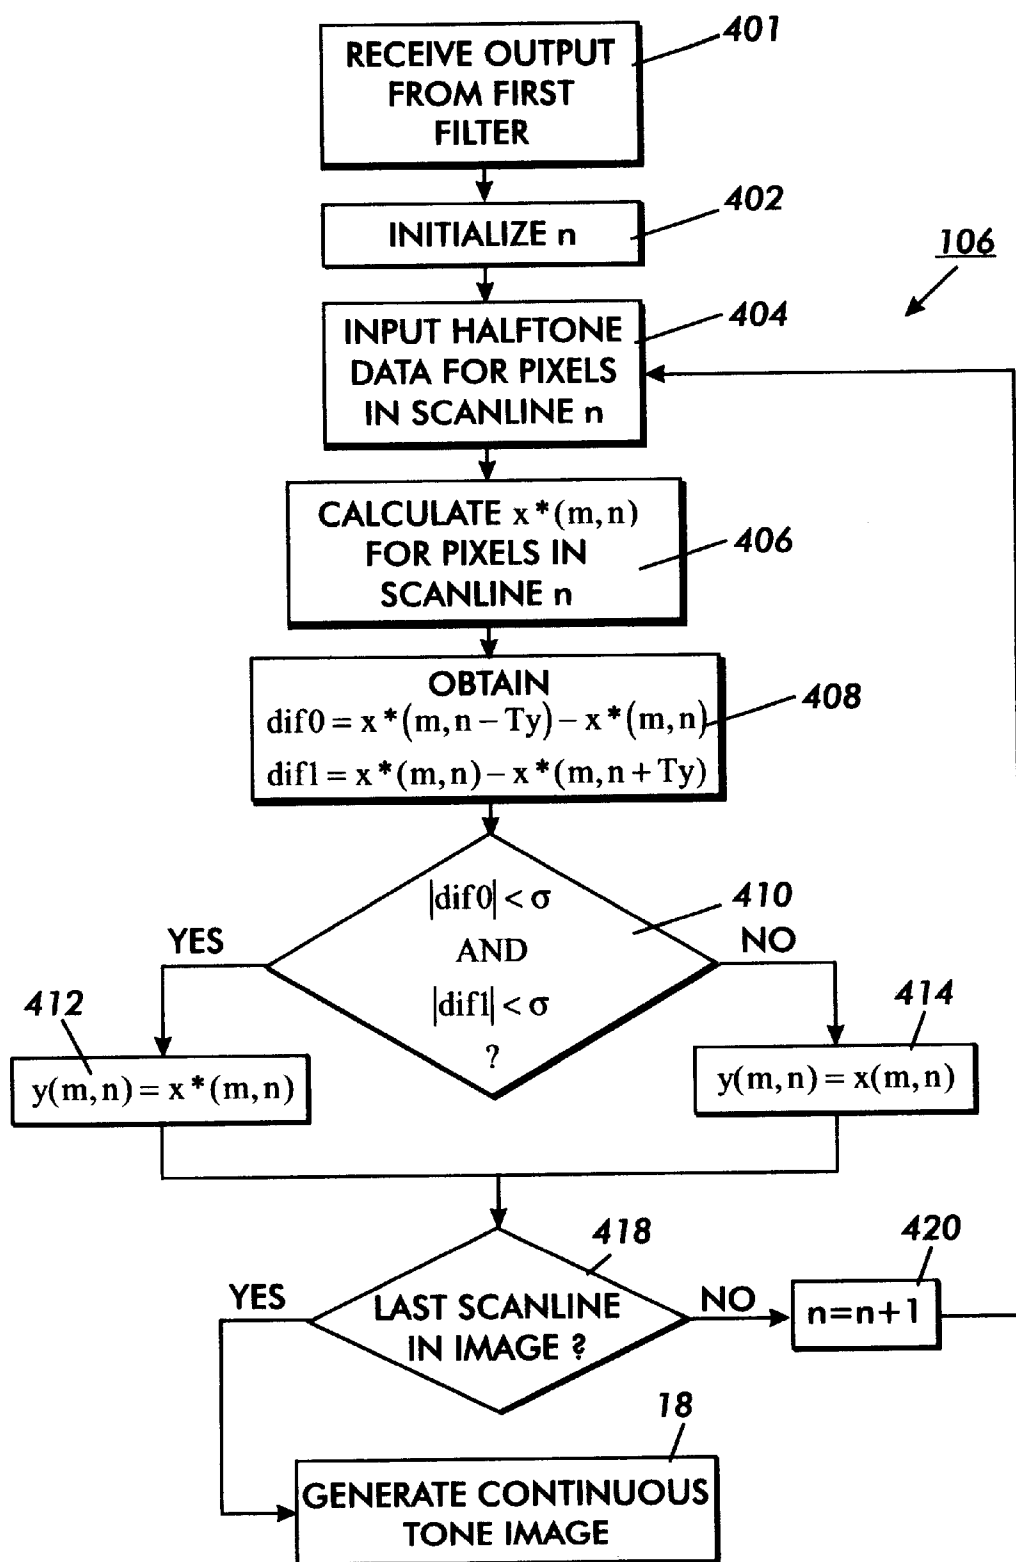 401
RECEIVE OUTPUT
FROM FIRST
FILTER
402
INITIALIZE n
106
404
INPUT HALFTONE
DATA FOR PIXELS
IN SCANLINE n
CALCULATE x*(m,n)
FOR PIXELS IN
SCANLINE n
406
OBTAIN
dif0 = x*(m,n − Ty) − x*(m,n)
dif1 = x*(m,n) − x*(m,n + Ty)
408
|dif0| < σ
AND
|dif1| < σ
?
410
YES
NO
412
y(m,n) = x*(m,n)
414
y(m,n) = x(m,n)
418
LAST SCANLINE
IN IMAGE ?
YES
NO
420
n=n+1
18
GENERATE CONTINUOUS
TONE IMAGE